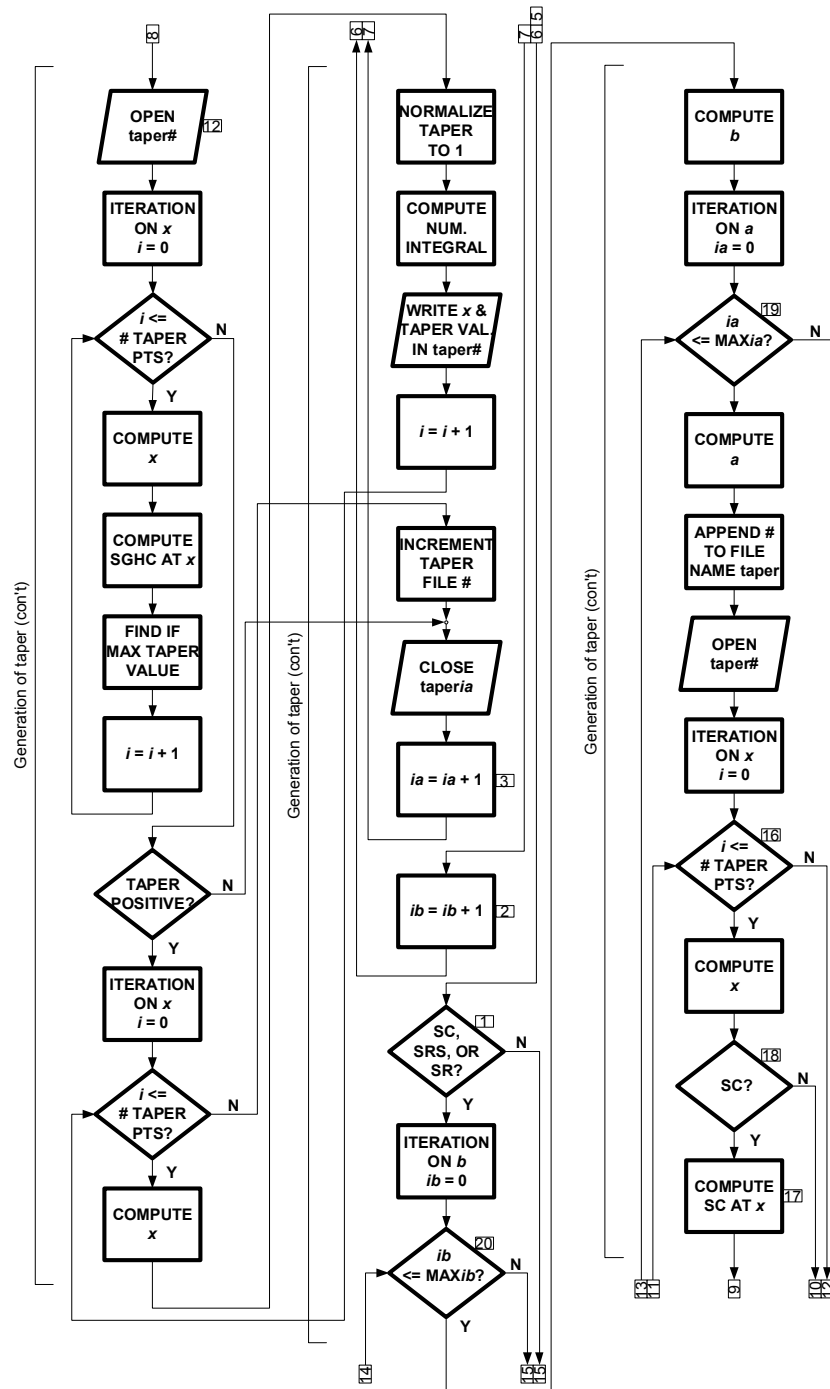 8
Generation of taper (con't)
OPEN
taper#
12
ITERATION
ON x
i = 0
i <=
# TAPER
PTS?
N
Y
COMPUTE
x
COMPUTE
SGHC AT x
FIND IF
MAX TAPER
VALUE
i = i + 1
TAPER
POSITIVE?
N
Y
ITERATION
ON x
i = 0
i <=
# TAPER
PTS?
N
Y
COMPUTE
x
6
7
Generation of taper (con't)
NORMALIZE
TAPER
TO 1
COMPUTE
NUM.
INTEGRAL
WRITE x &
TAPER VAL.
IN taper#
i = i + 1
INCREMENT
TAPER
FILE #
CLOSE
taperia
ia = ia + 1
3
7
6
5
ib = ib + 1
2
SC,
SRS, OR
SR?
1
N
Y
ITERATION
ON b
ib = 0
ib
<= MAXib?
20
N
Y
14
15
15
Generation of taper (con't)
COMPUTE
b
ITERATION
ON a
ia = 0
ia
<= MAXia?
19
N
COMPUTE
a
APPEND #
TO FILE
NAME taper
OPEN
taper#
ITERATION
ON x
i = 0
i <=
# TAPER
PTS?
16
N
Y
COMPUTE
x
SC?
18
N
Y
COMPUTE
SC AT x
17
13
11
9
10
12